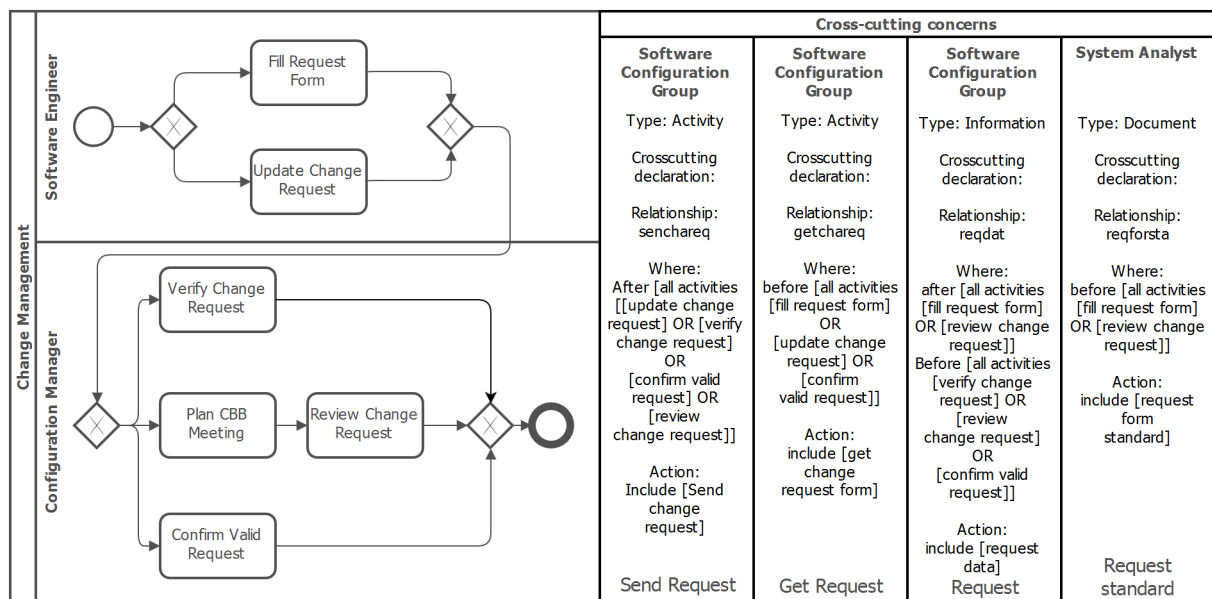 Change Management
Software Engineer
Fill Request
Form
X
X
Update Change
Request
Configuration Manager
Verify Change
Request
X
Plan CBB
Meeting
Review Change
Request
X
Confirm Valid
Request
Cross-cutting concerns
Software
Configuration
Group
Type: Activity
Crosscutting
declaration:
Relationship:
senchareq
Where:
After [all activities
[[update change
request] OR [verify
change request]
OR
[confirm valid
request] OR
[review
change request]]
Action:
Include [Send
change
request]
Send Request
Software
Configuration
Group
Type: Activity
Crosscutting
declaration:
Relationship:
getchareq
Where:
before [all activities
[fill request form]
OR
[update change
request] OR
[confirm
valid request]]
Action:
include [get
change
request form]
Get Request
Software
Configuration
Group
Type: Information
Crosscutting
declaration:
Relationship:
reqdat
Where:
after [all activities
[fill request form]
OR [review change
request]]
Before [all activities
[verify change
request] OR
[review
change request]
OR
[confirm valid
request]]
Action:
include [request
data]
Request
System Analyst
Type: Document
Crosscutting
declaration:
Relationship:
reqforsta
Where:
before [all activities
[fill request form]
OR [review change
request]]
Action:
include [request
form
standard]
Request
standard